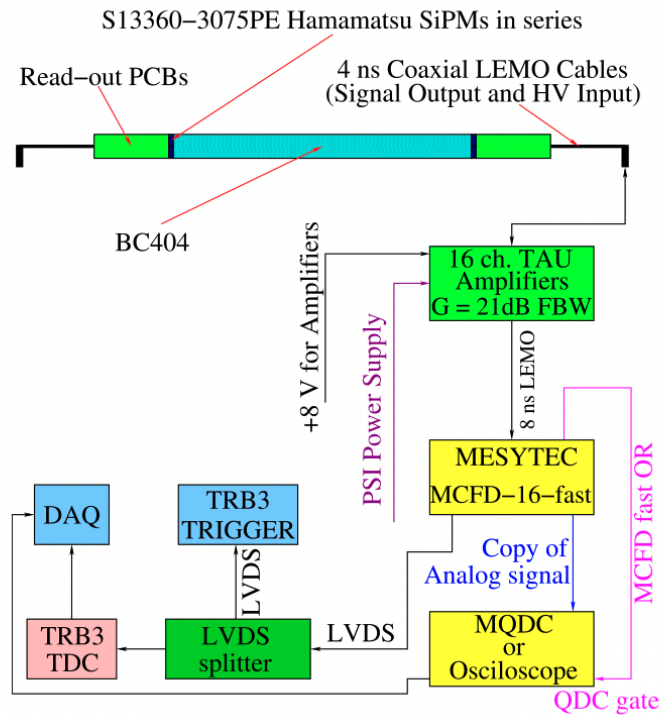 S13360−3075PE Hamamatsu SiPMs in series
Read−out PCBs
4 ns Coaxial LEMO Cables
(Signal Output and HV Input)
BC404
16 ch. TAU
Amplifiers
G = 21dB FBW
+8 V for Amplifiers
PSI Power Supply
8 ns LEMO
MESYTEC
MCFD−16−fast
MCFD fast OR
DAQ
TRB3
TRIGGER
LVDS
Copy of
Analog signal
TRB3
TDC
LVDS
splitter
LVDS
MQDC
or
Osciloscope
QDC gate